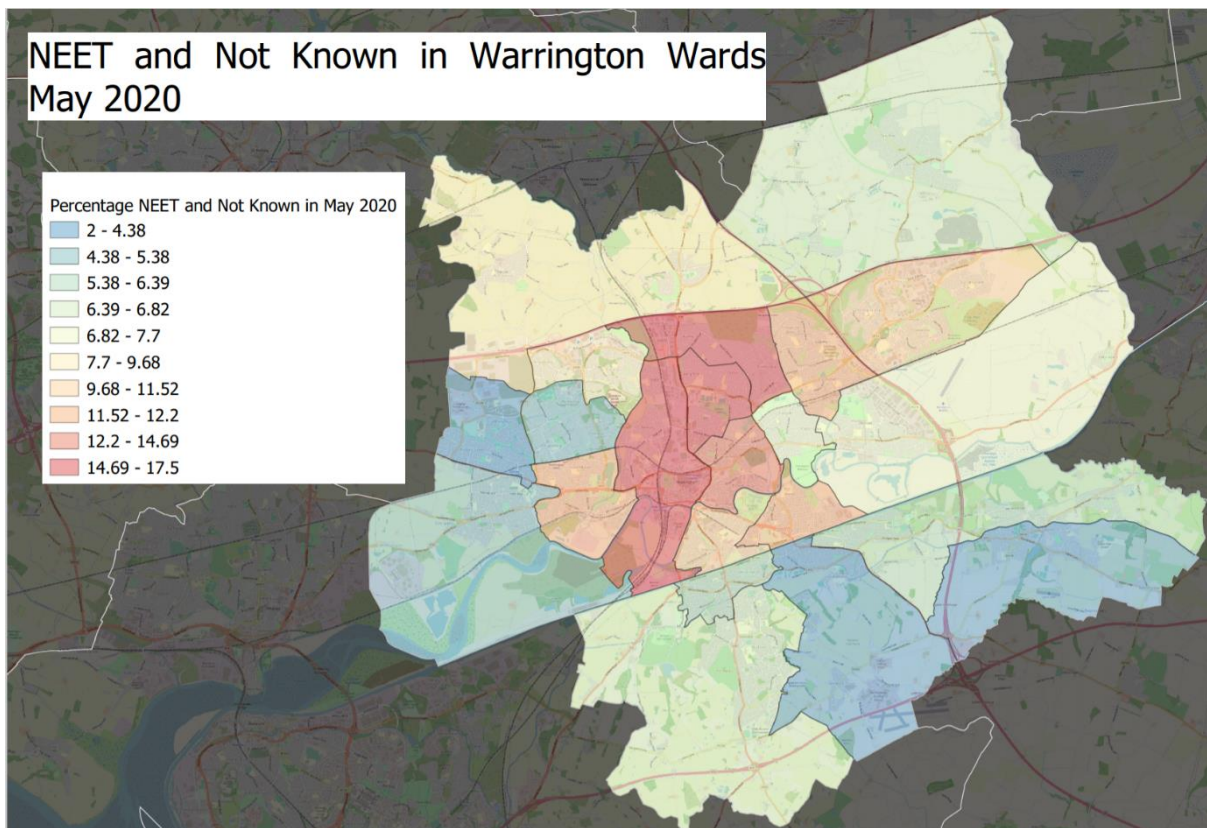 NEET and Not Known in Warrington Wards
May 2020
Percentage NEET and Not Known in May 2020
2 - 4.38
4.38 - 5.38
5.38 - 6.39
6.39 - 6.82
6.82 - 7.7
7.7 - 9.68
9.68 - 11.52
11.52 - 12.2
12.2 - 14.69
14.69 - 17.5